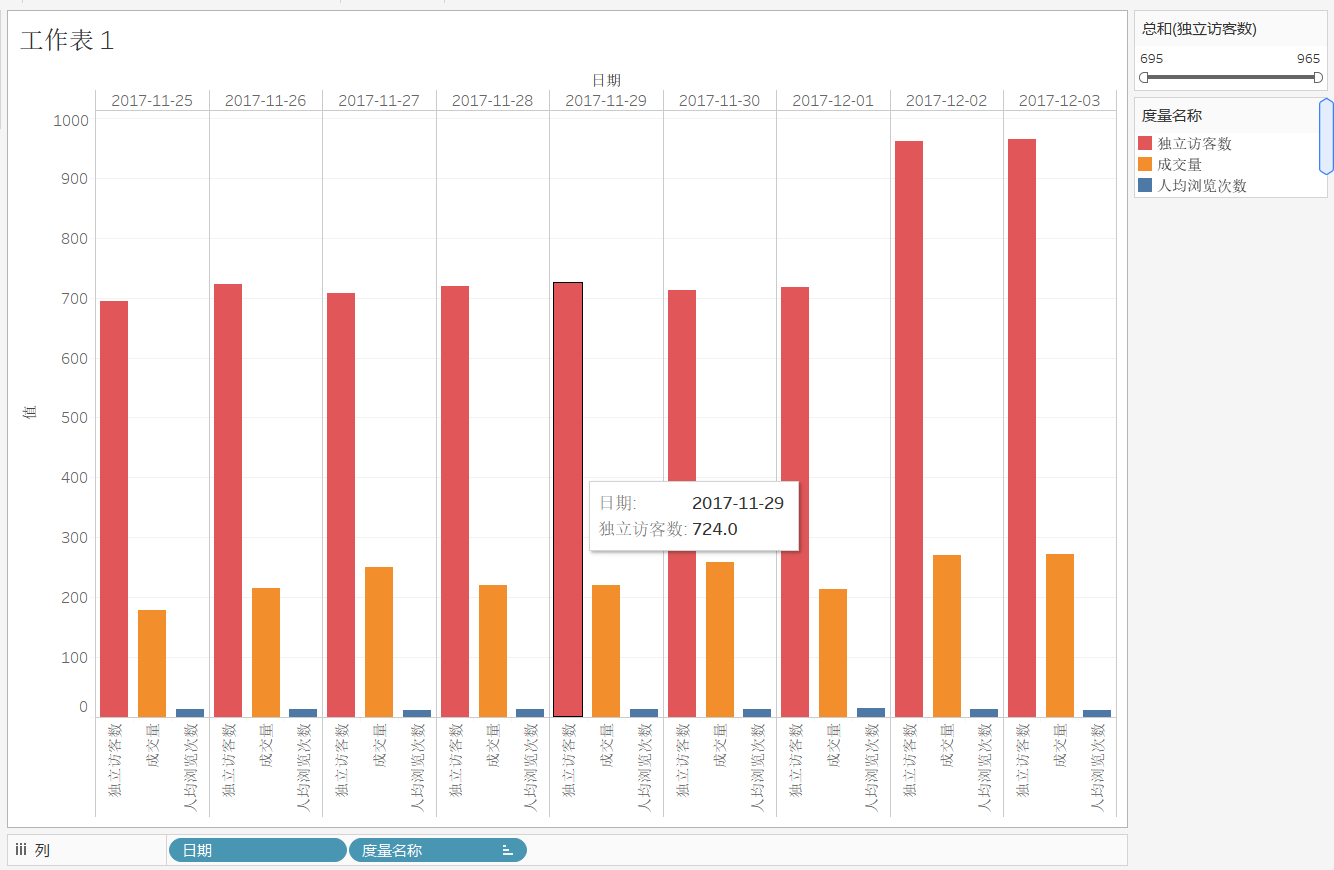 工作表 1
日期
2017-11-25 2017-11-26 2017-11-27 2017-11-28 2017-11-29 2017-11-30 2017-12-01 2017-12-02 2017-12-03
1000
900
800
700
600
500
400
300
200
100
0
值
日期: 2017-11-29
独立访客数: 724.0
独立访客数 成交量 人均浏览次数 独立访客数 成交量 人均浏览次数 独立访客数 成交量 人均浏览次数 独立访客数 成交量 人均浏览次数 独立访客数 成交量 人均浏览次数 独立访客数 成交量 人均浏览次数 独立访客数 成交量 人均浏览次数 独立访客数 成交量 人均浏览次数 独立访客数 成交量 人均浏览次数
列 日期 度量名称
总和(独立访客数)
695 965
度量名称
独立访客数
成交量
人均浏览次数